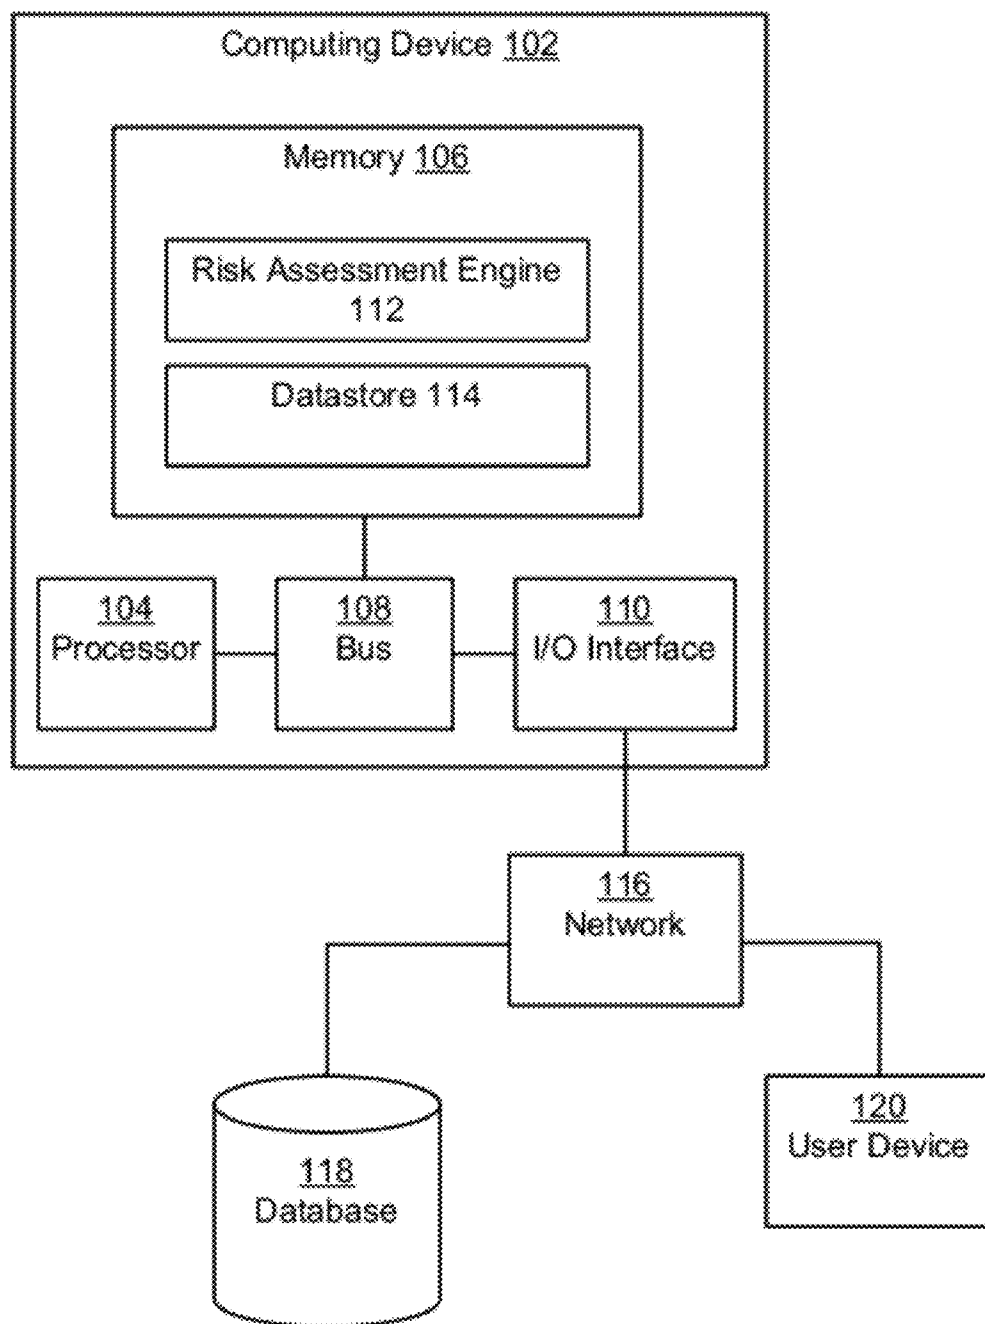 Computing Device 102
Memory 106
Risk Assessment Engine
112
Datastore 114
104
Processor
108
Bus
110
I/O Interface
116
Network
118
Database
120
User Device